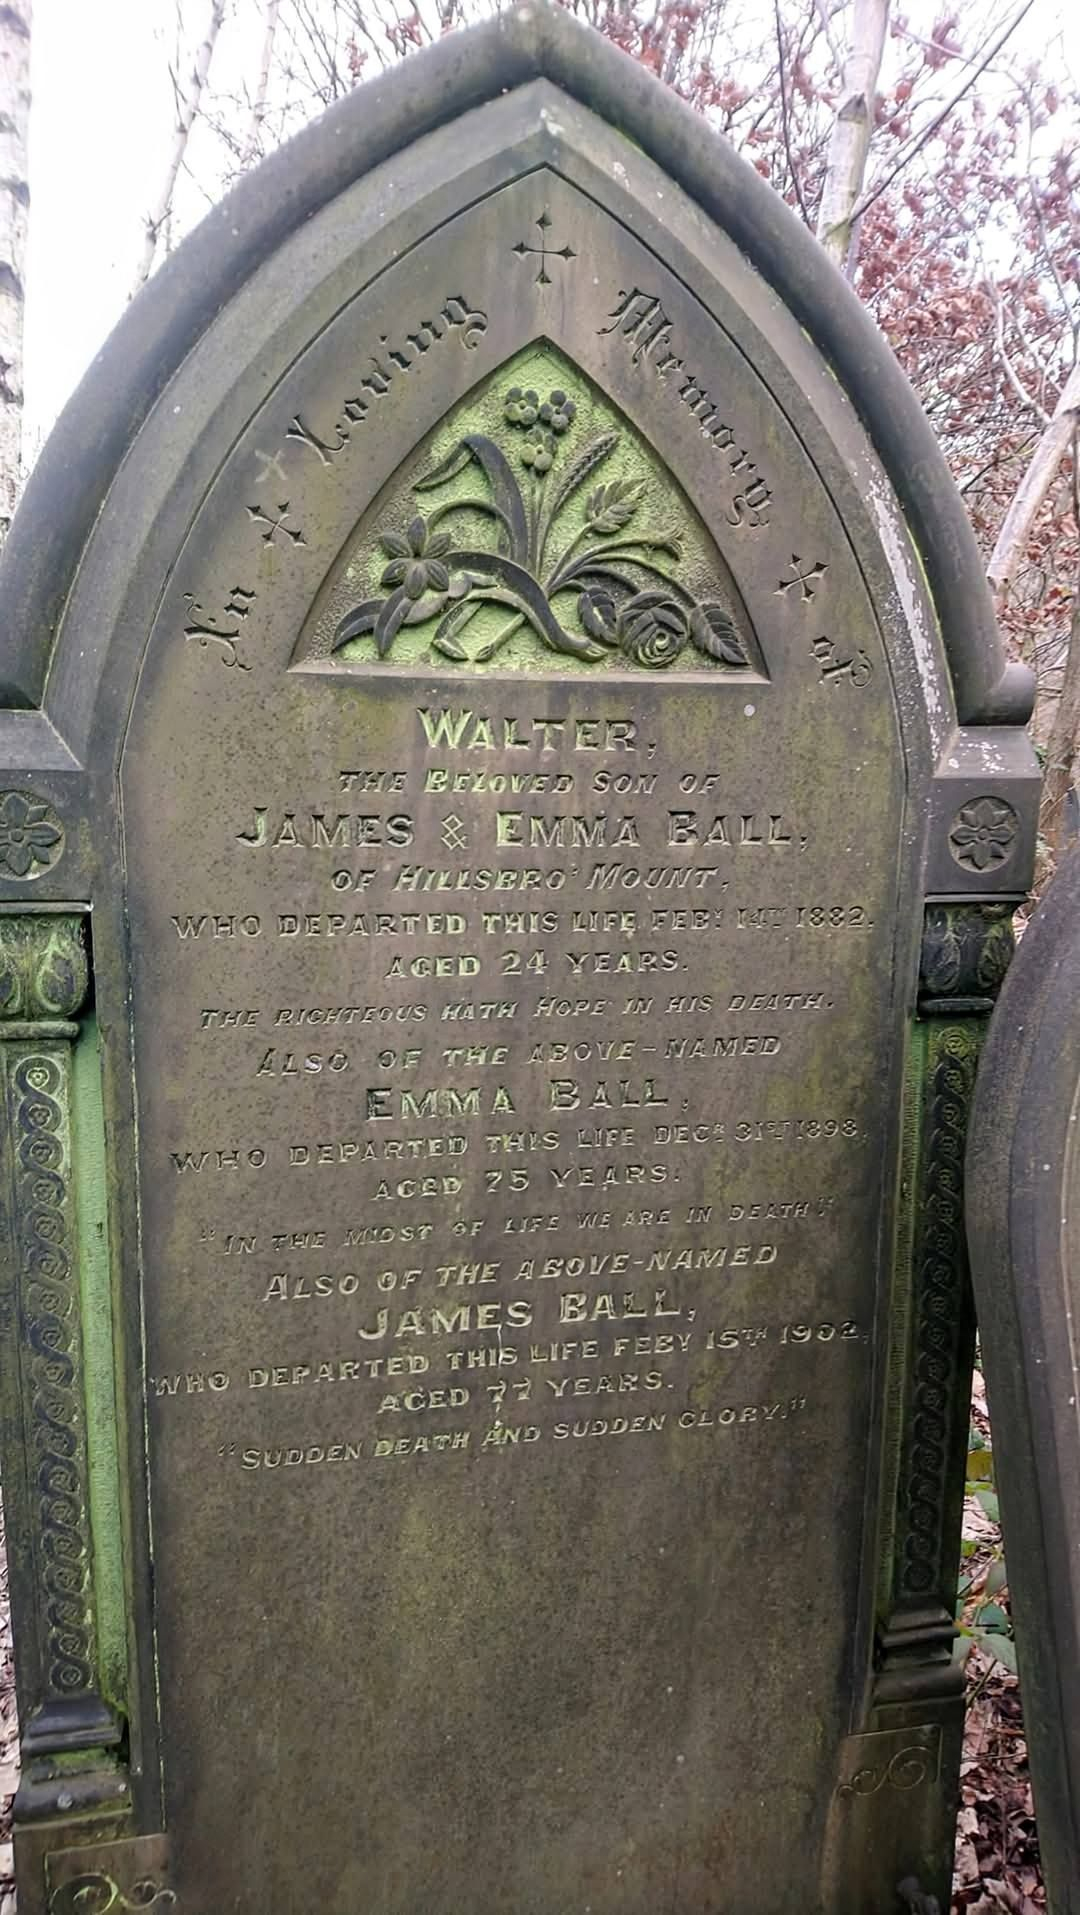 In Loving Memory of
WALTER,
THE BELOVED SON OF
JAMES & EMMA BALL,
OF HILLSBRO' MOUNT,
WHO DEPARTED THIS LIFE FEBY 14TH 1882,
AGED 24 YEARS.
THE RIGHTEOUS HATH HOPE IN HIS DEATH.
ALSO OF THE ABOVE-NAMED
EMMA BALL,
WHO DEPARTED THIS LIFE DECR 31ST 1898,
AGED 75 YEARS.
"IN THE MIDST OF LIFE WE ARE IN DEATH"
ALSO OF THE ABOVE-NAMED
JAMES BALL,
WHO DEPARTED THIS LIFE FEBY 15TH 1902,
AGED 77 YEARS.
"SUDDEN DEATH AND SUDDEN GLORY."